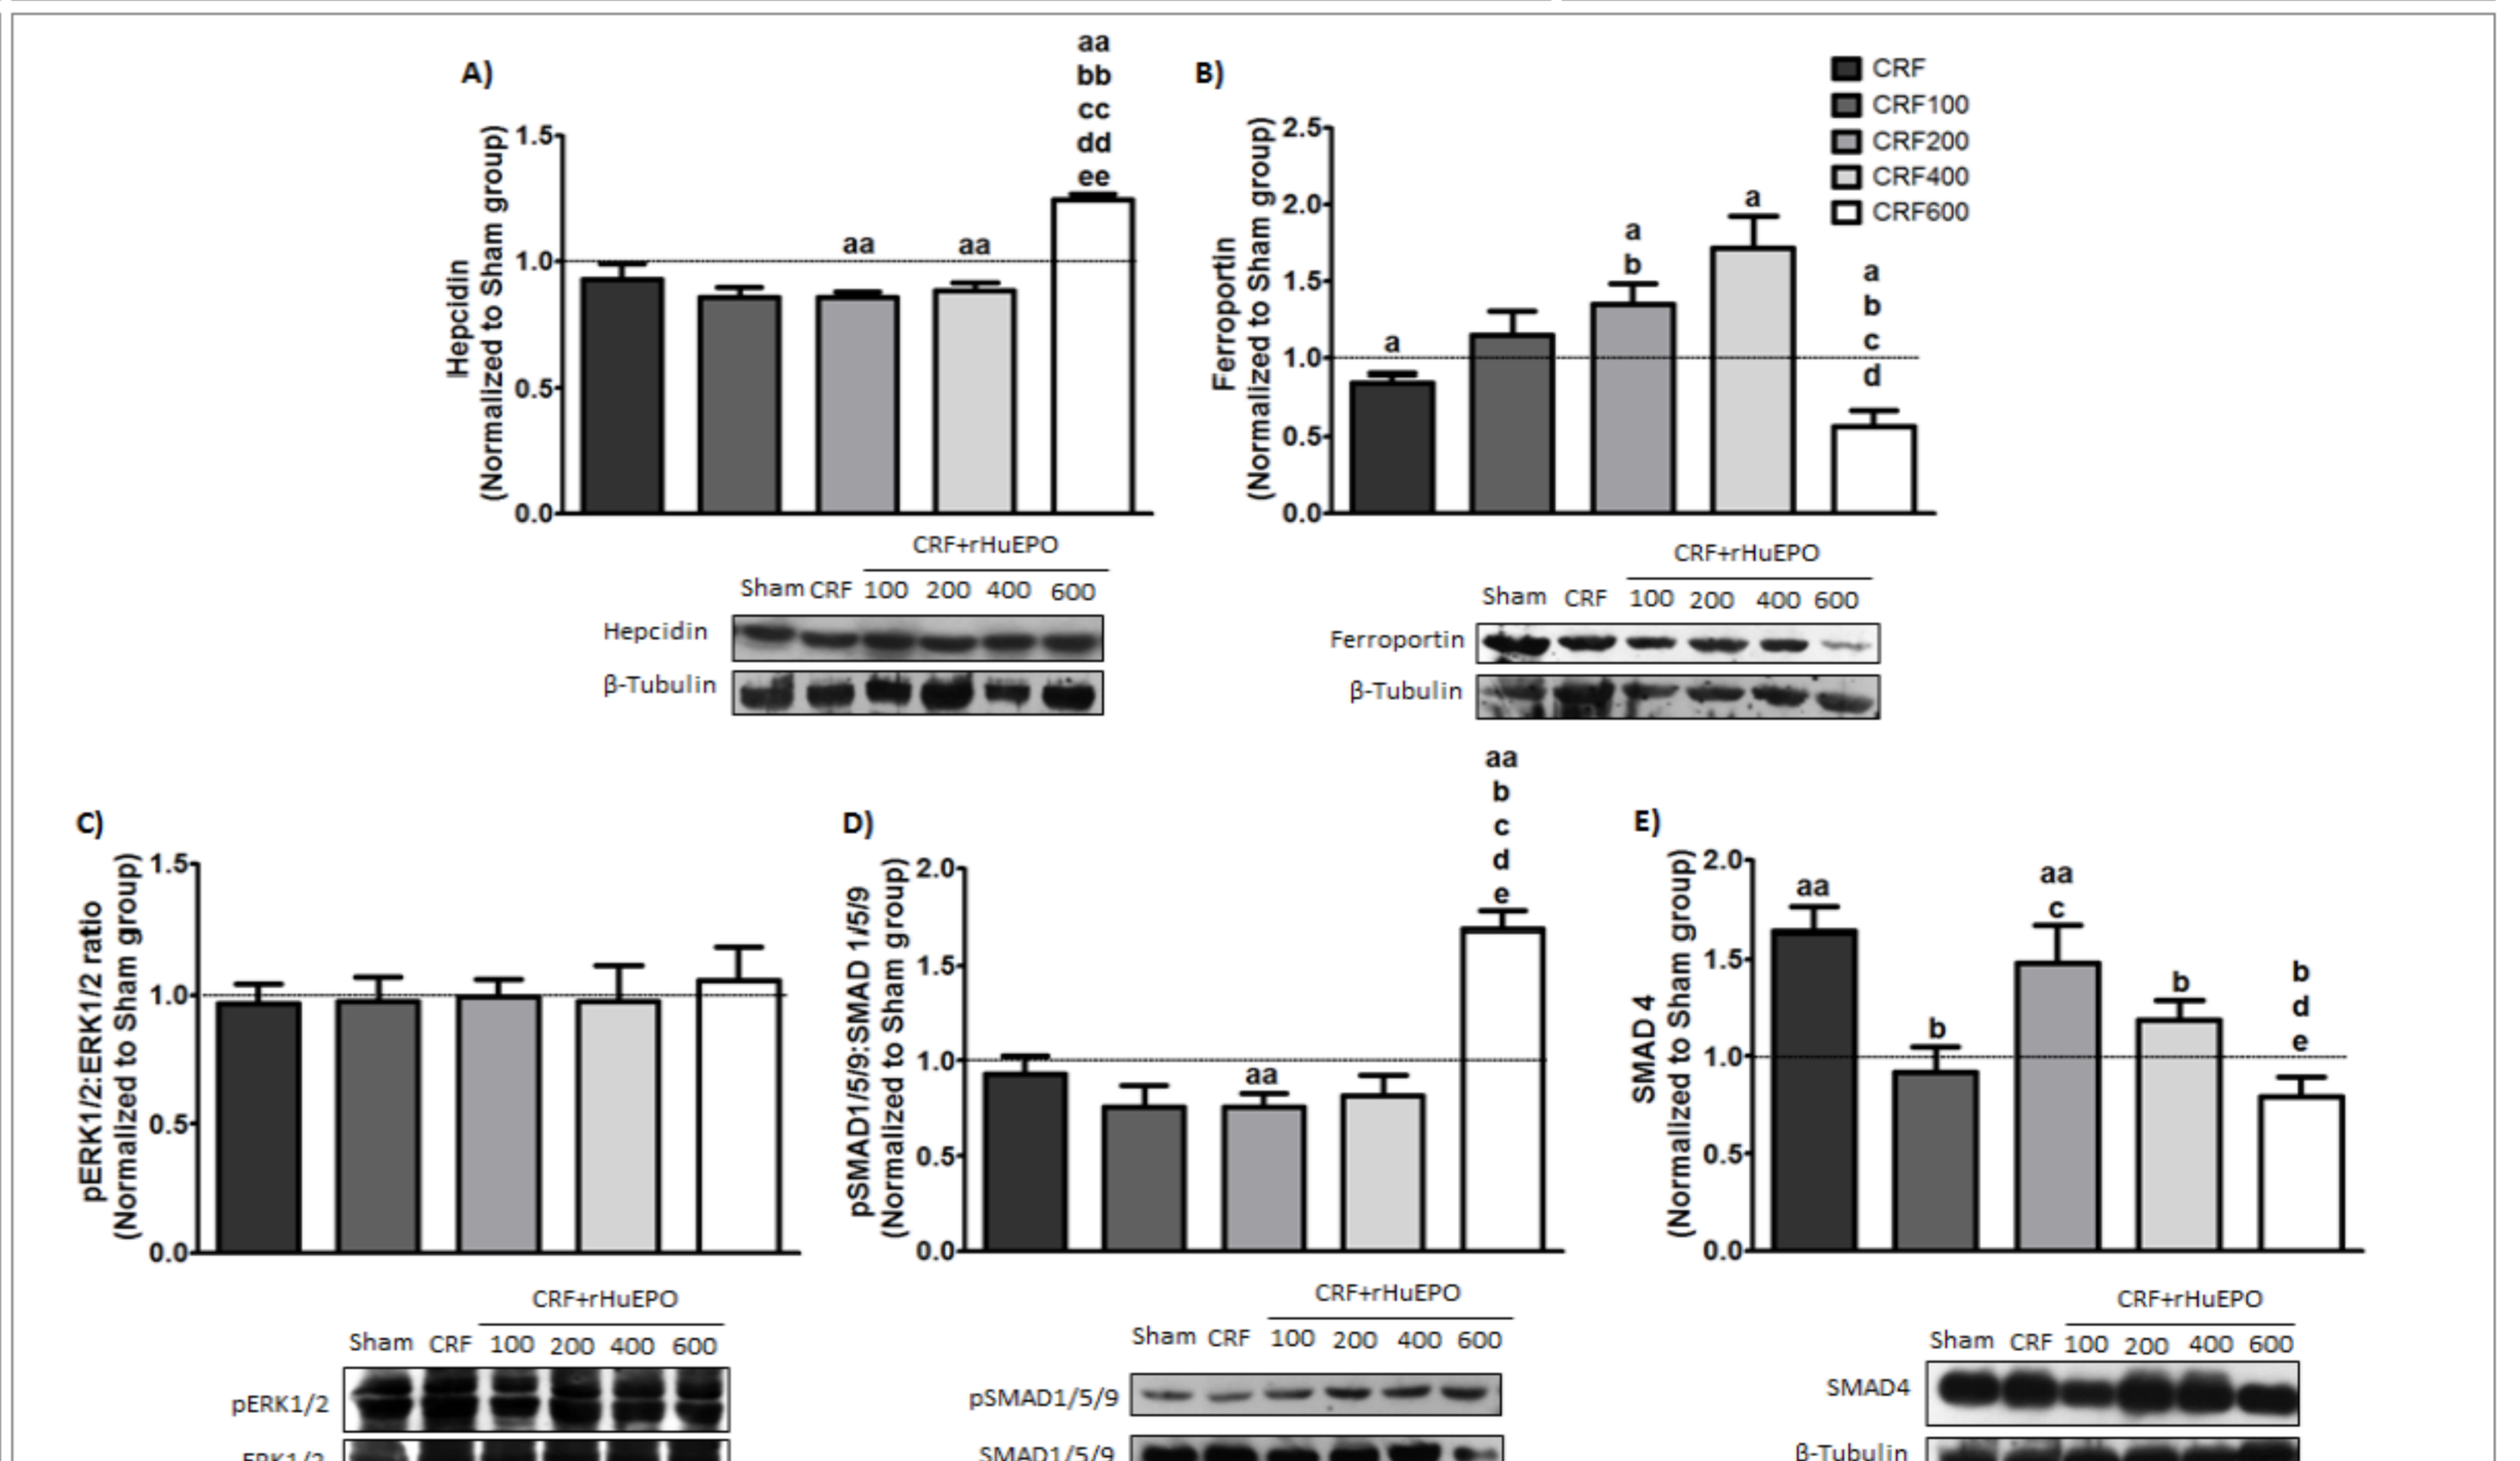 A)
Hepcidin
(Normalized to Sham group)
1.5
1.0
0.5
0.0
aa
aa
aa
bb
cc
dd
ee
CRF+rHuEPO
Sham CRF 100 200 400 600
Hepcidin
β-Tubulin
B)
Ferroportin
(Normalized to Sham group)
2.5
2.0
1.5
1.0
0.5
0.0
a
a
b
a
a
b
c
d
CRF
CRF100
CRF200
CRF400
CRF600
CRF+rHuEPO
Sham CRF 100 200 400 600
Ferroportin
β-Tubulin
C)
pERK1/2:ERK1/2 ratio
(Normalized to Sham group)
1.5
1.0
0.5
0.0
CRF+rHuEPO
Sham CRF 100 200 400 600
pERK1/2
ERK1/2
D)
pSMAD1/5/9:SMAD 1/5/9
(Normalized to Sham group)
2.0
1.5
1.0
0.5
0.0
aa
aa
b
c
d
e
CRF+rHuEPO
Sham CRF 100 200 400 600
pSMAD1/5/9
SMAD1/5/9
E)
SMAD 4
(Normalized to Sham group)
2.0
1.5
1.0
0.5
0.0
aa
b
aa
c
b
b
d
e
CRF+rHuEPO
Sham CRF 100 200 400 600
SMAD4
β-Tubulin